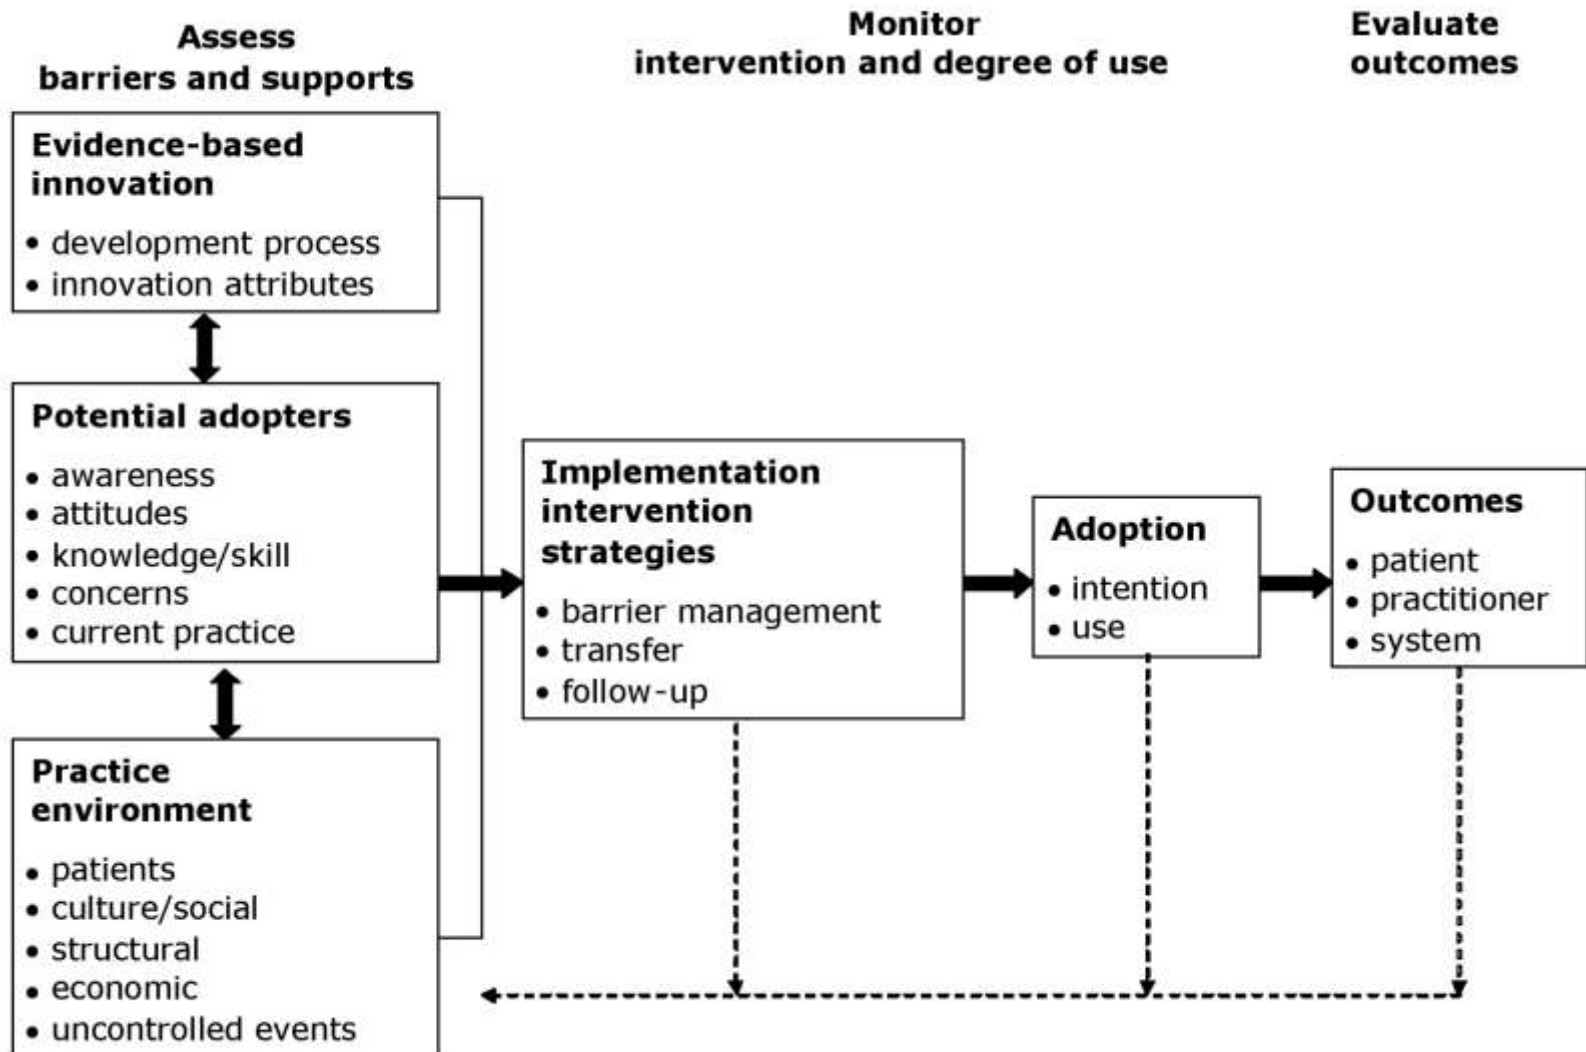 Assess
barriers and supports
Monitor
intervention and degree of use
Evaluate
outcomes
Evidence-based
innovation
• development process
• innovation attributes
Potential adopters
• awareness
• attitudes
• knowledge/skill
• concerns
• current practice
Practice
environment
• patients
• culture/social
• structural
• economic
• uncontrolled events
Implementation
intervention
strategies
• barrier management
• transfer
• follow-up
Adoption
• intention
• use
Outcomes
• patient
• practitioner
• system